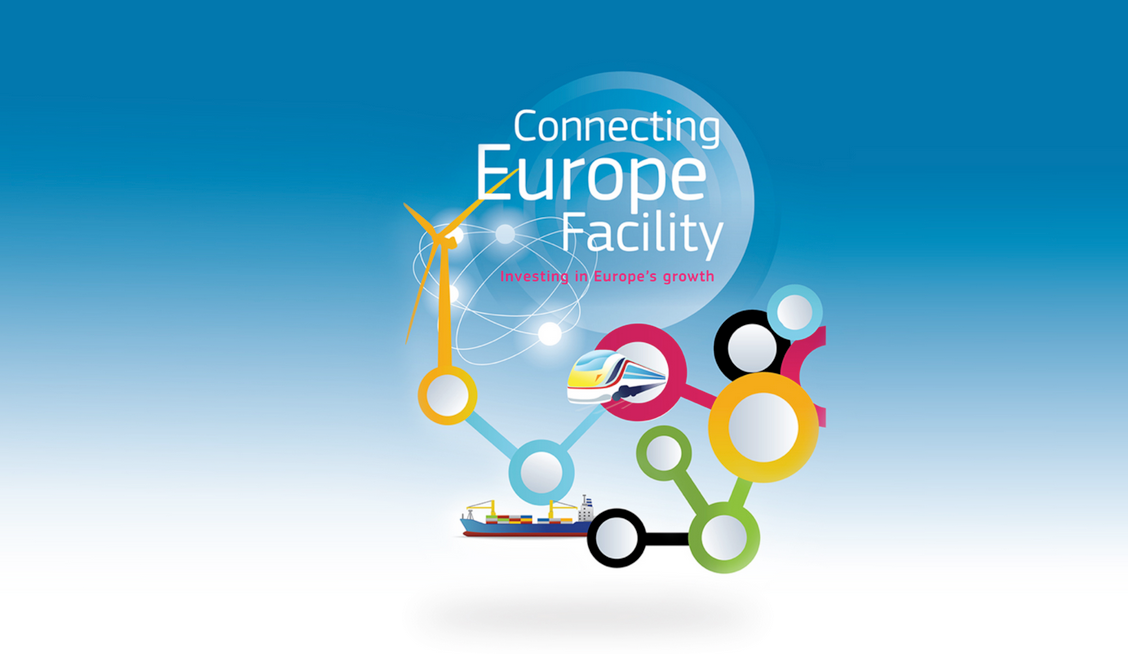 Connecting
Europe
Facility
Investing in Europe's growth